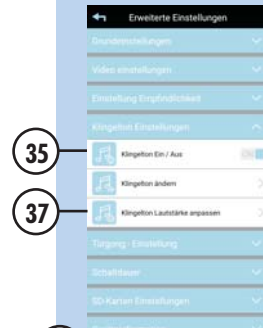 Erweiterte Einstellungen
Grundeinstellungen
Video einstellungen
Einstellung Empfindlichkeit
Klingelton Einstellungen
35
Klingelton Ein / Aus
ON
Klingelton ändern
37
Klingelton Lautstärke anpassen
Türgong - Einstellung
Schaltdauer
SD-Karten Einstellungen